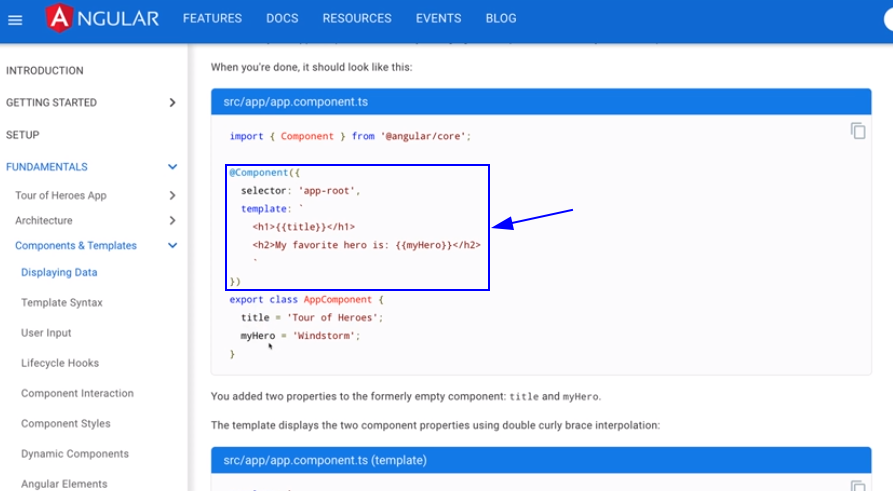 ANGULAR FEATURES DOCS RESOURCES EVENTS BLOG
INTRODUCTION
GETTING STARTED
SETUP
FUNDAMENTALS
Tour of Heroes App
Architecture
Components & Templates
Displaying Data
Template Syntax
User Input
Lifecycle Hooks
Component Interaction
Component Styles
Dynamic Components
Angular Elements
When you're done, it should look like this:
src/app/app.component.ts
import { Component } from '@angular/core';
@Component({
selector: 'app-root',
template: `
<h1>{{title}}</h1>
<h2>My favorite hero is: {{myHero}}</h2>
`
})
export class AppComponent {
title = 'Tour of Heroes';
myHero = 'Windstorm';
}
You added two properties to the formerly empty component: title and myHero.
The template displays the two component properties using double curly brace interpolation:
src/app/app.component.ts (template)